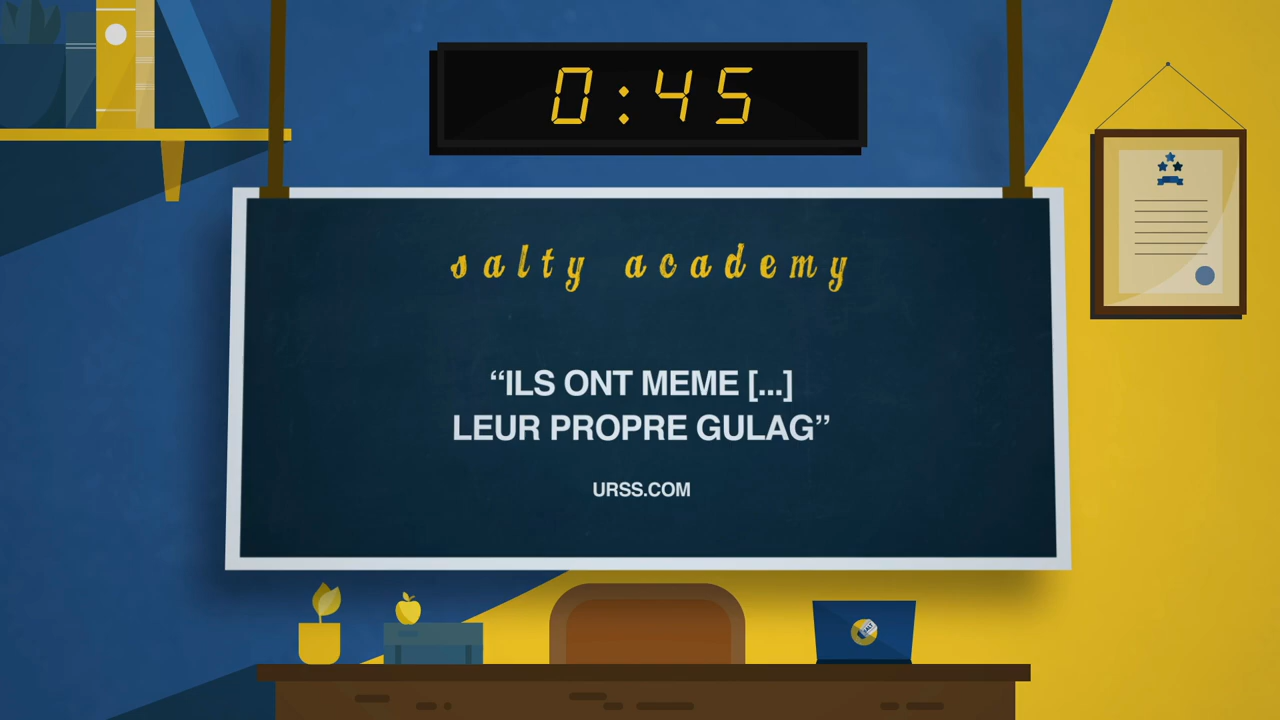 0:45
salty academy
“ILS ONT MEME [...]
LEUR PROPRE GULAG”
URSS.COM